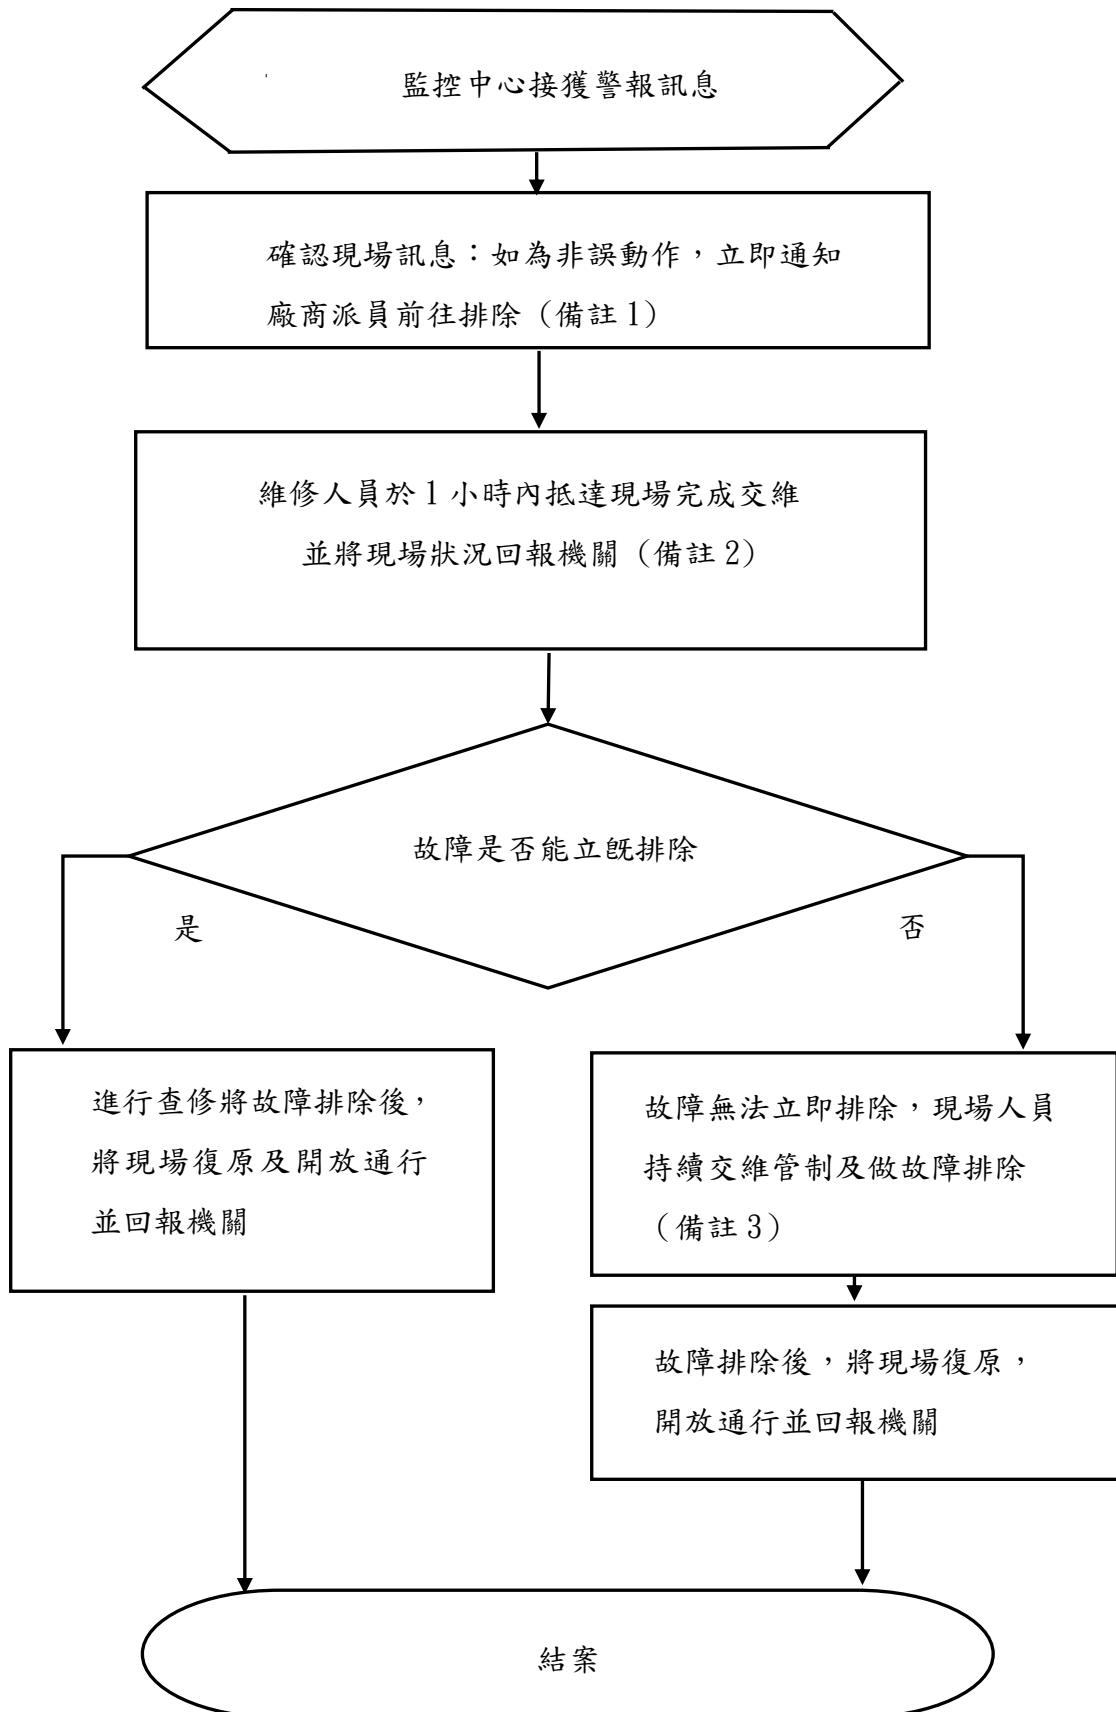 監控中心接獲警報訊息
確認現場訊息：如為非誤動作，立即通知
廠商派員前往排除（備註1）
維修人員於1小時內抵達現場完成交維
並將現場狀況回報機關（備註2）
故障是否能立旣排除
是
否
進行查修將故障排除後，
將現場復原及開放通行
並回報機關
故障無法立即排除，現場人員
持續交維管制及做故障排除
（備註3）
故障排除後，將現場復原，
開放通行並回報機關
結案